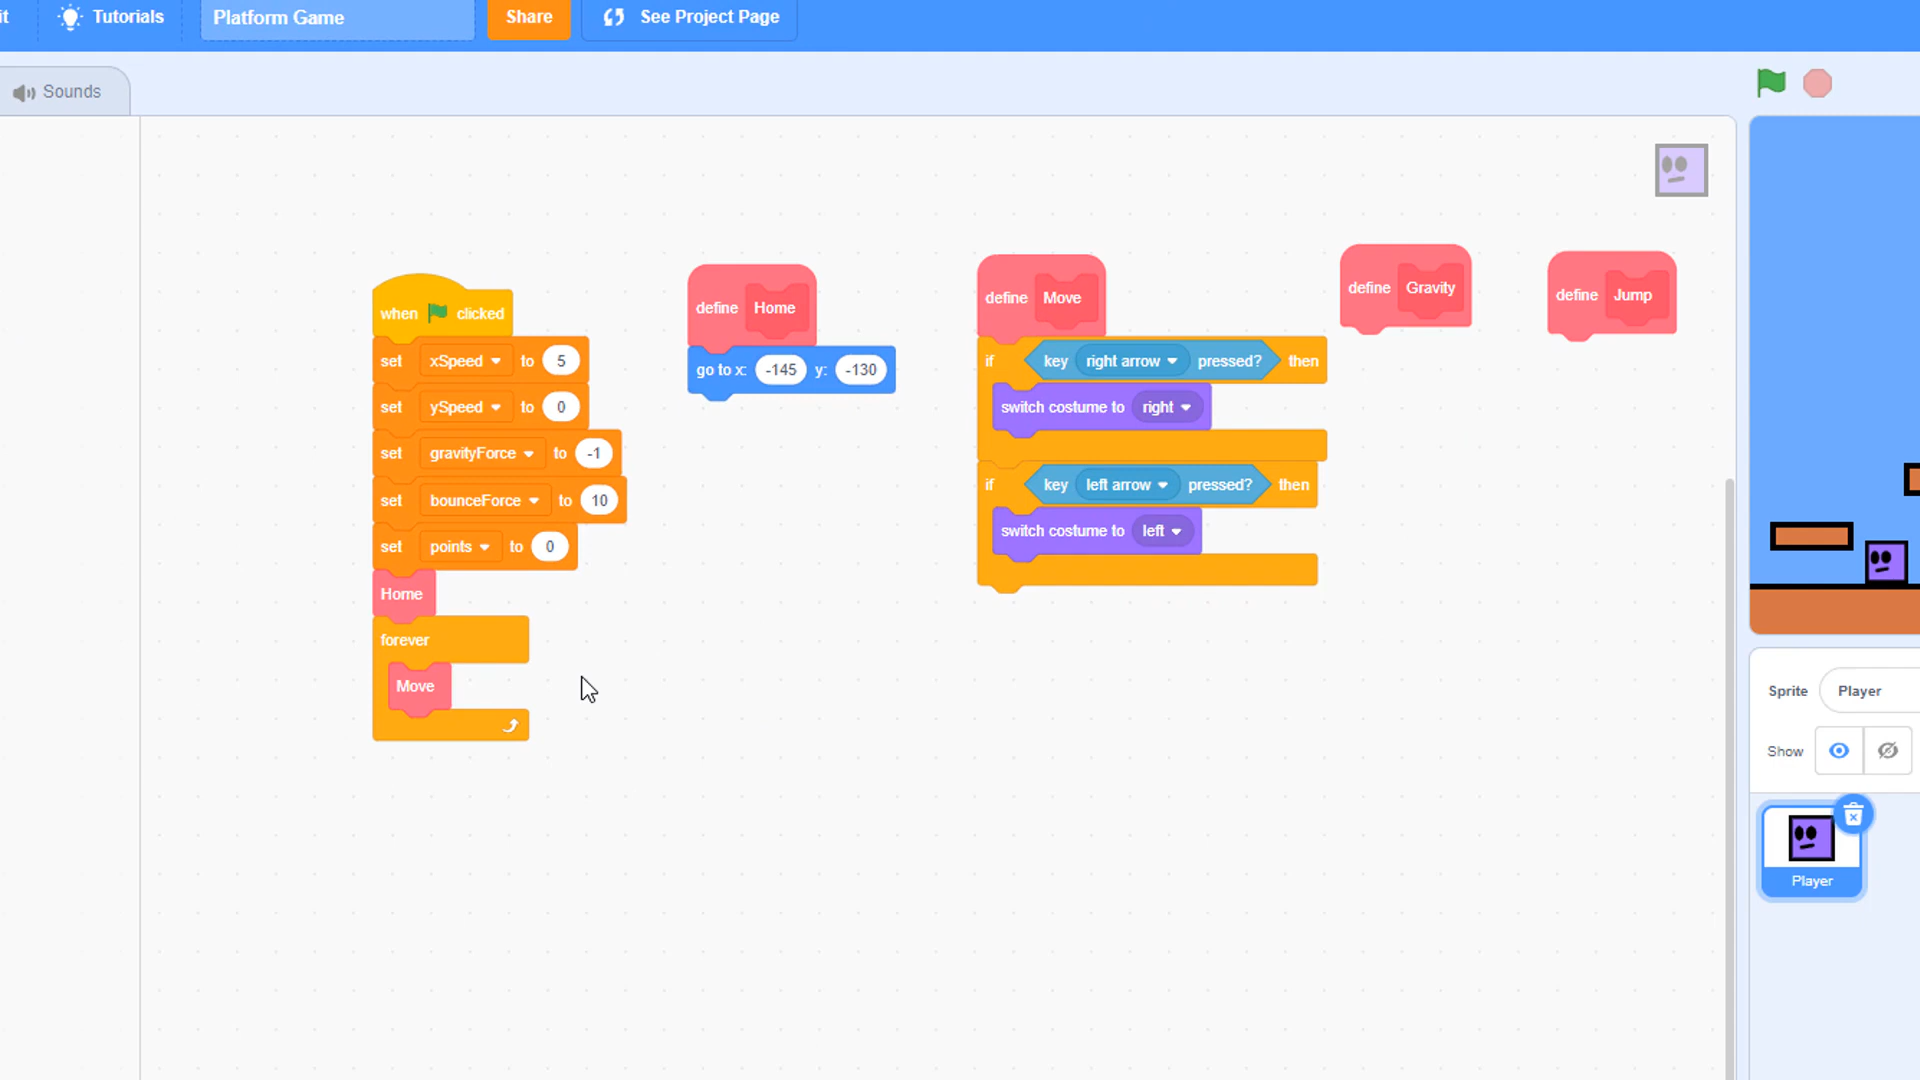 it
Tutorials
Platform Game
Share
See Project Page
Sounds
when clicked
set xSpeed to 5
set ySpeed to 0
set gravityForce to -1
set bounceForce to 10
set points to 0
Home
forever
Move
define Home
go to x: -145 y: -130
define Move
if key right arrow pressed? then
switch costume to right
if key left arrow pressed? then
switch costume to left
define Gravity
define Jump
Sprite Player
Show
Player